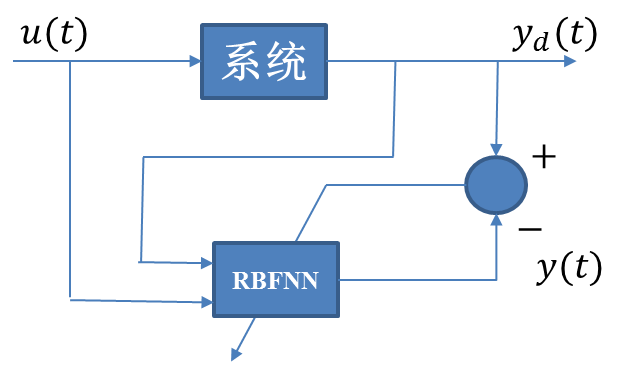 u(t)
系统
y_d(t)
+
−
RBFNN
y(t)